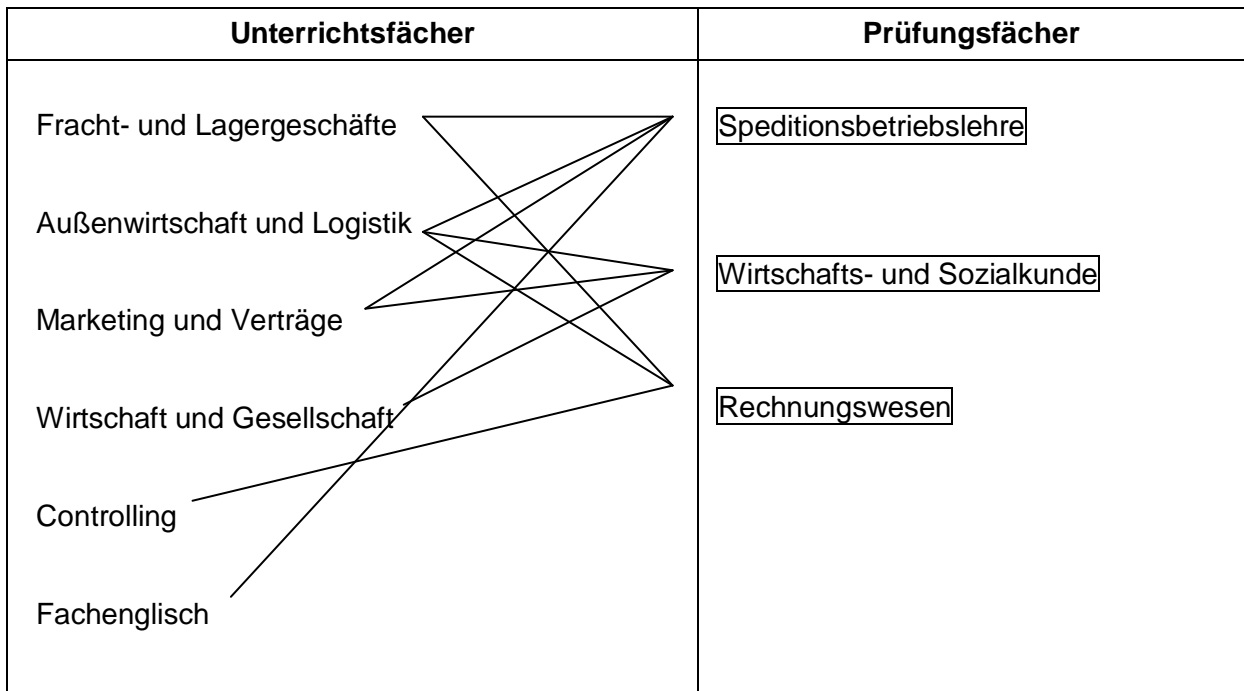 Unterrichtsfächer
Prüfungsfächer
Fracht- und Lagergeschäfte
Speditionsbetriebslehre
Außenwirtschaft und Logistik
Wirtschafts- und Sozialkunde
Marketing und Verträge
Rechnungswesen
Wirtschaft und Gesellschaft
Controlling
Fachenglisch